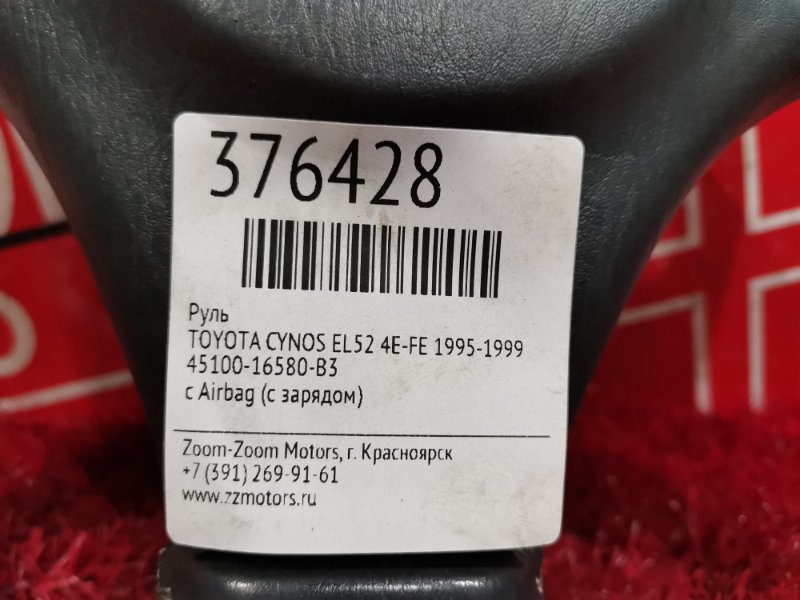 376428
Руль
TOYOTA CYNOS EL52 4E-FE 1995-1999
45100-16580-B3
с Airbag (с зарядом)
Zoom-Zoom Motors, г. Красноярск
+7 (391) 269-91-61
www.zzmotors.ru